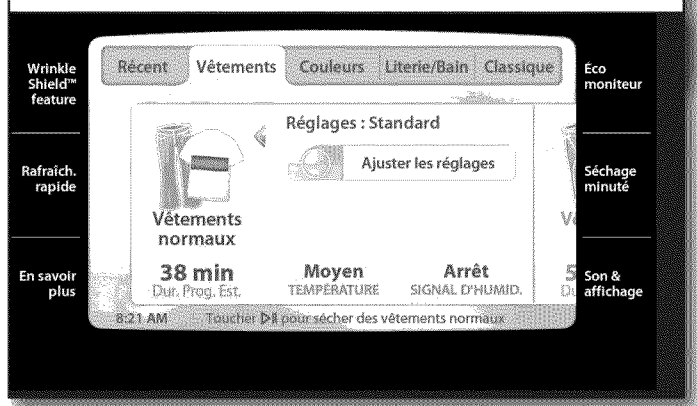 Wrinkle
Shield™
feature
Rafraîch.
rapide
En savoir
plus
Récent Vêtements Couleurs Literie/Bain Classique
Réglages : Standard
Ajuster les réglages
Vêtements
normaux
38 min
Dur. Prog. Est.
Moyen
TEMPÉRATURE
Arrêt
SIGNAL D'HUMID.
8:21 AM Toucher pour sécher des vêtements normaux
Éco
moniteur
Séchage
minuté
Son &
affichage